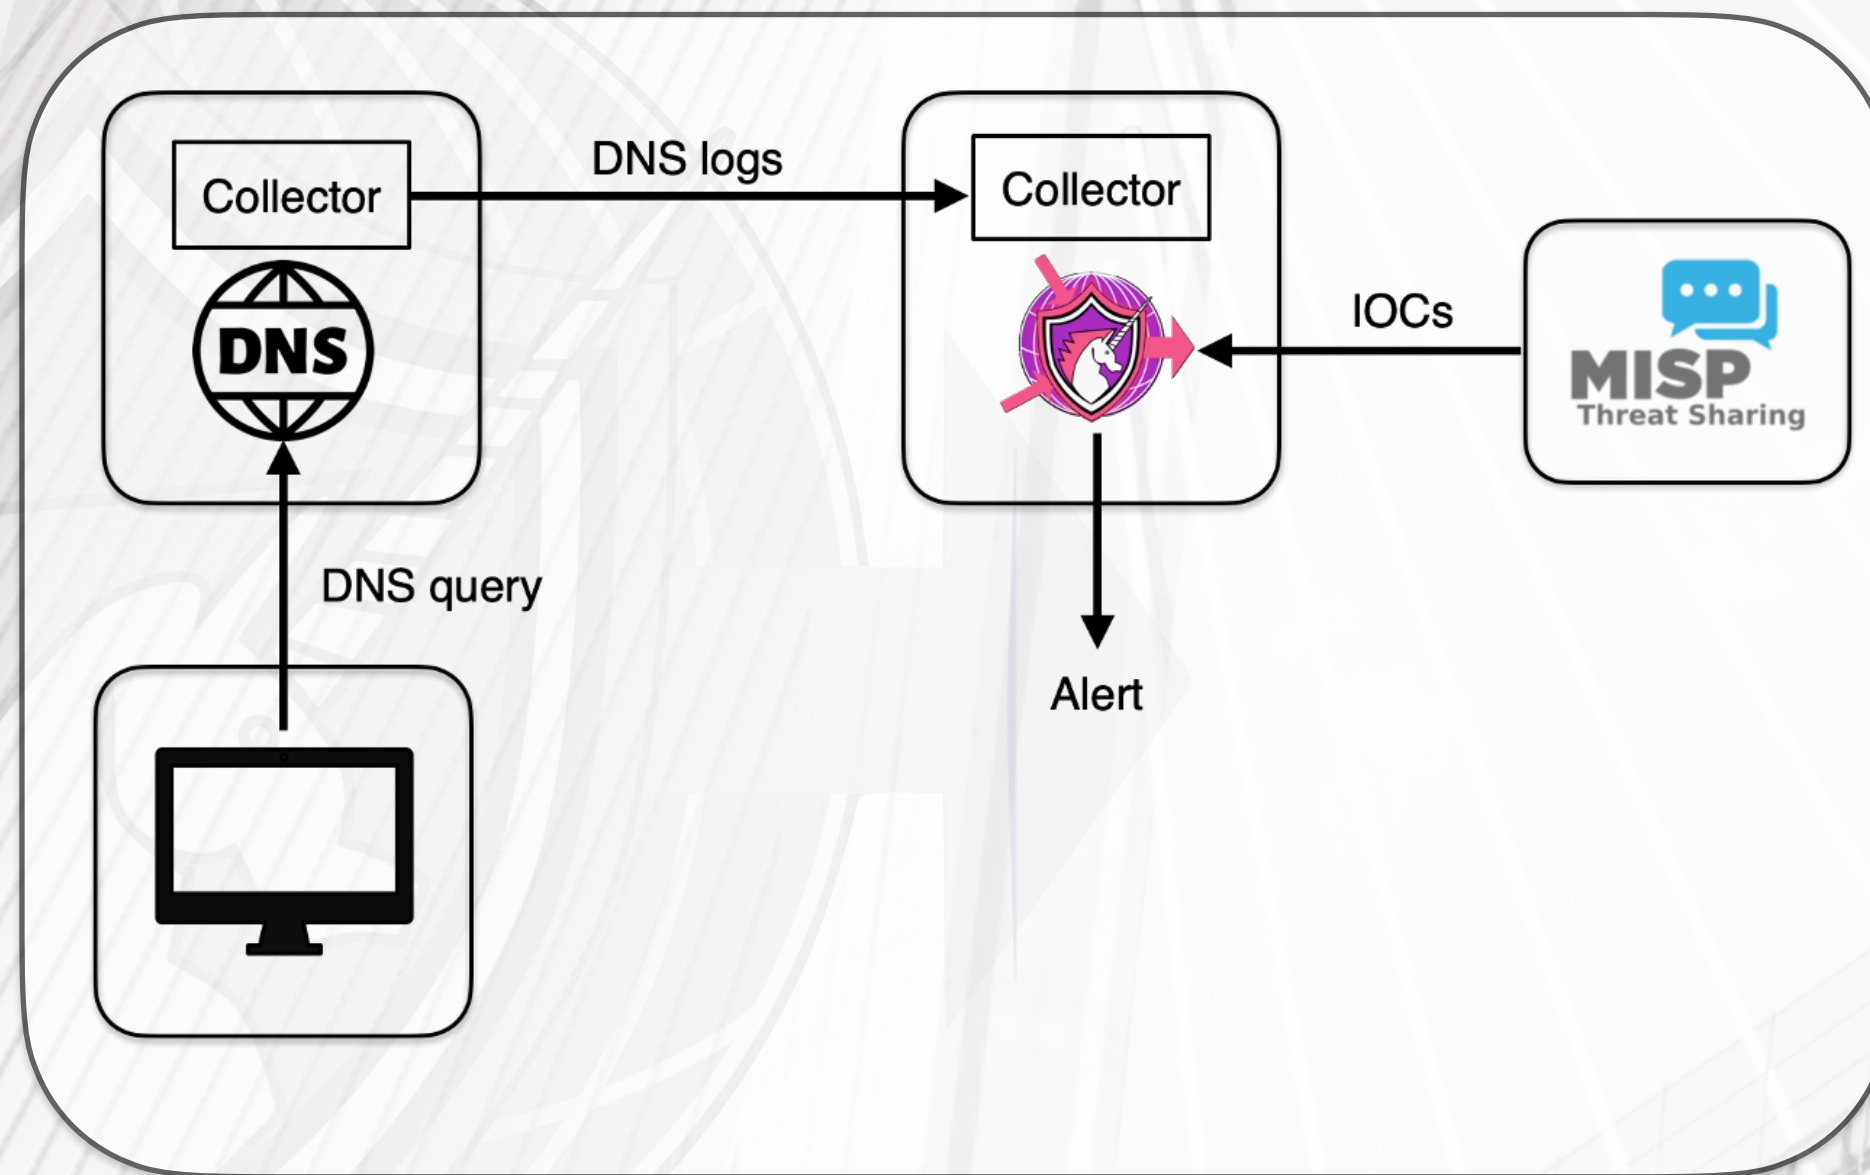 Collector
DNS logs
Collector
DNS
IOCs
MISP
Threat Sharing
DNS query
Alert